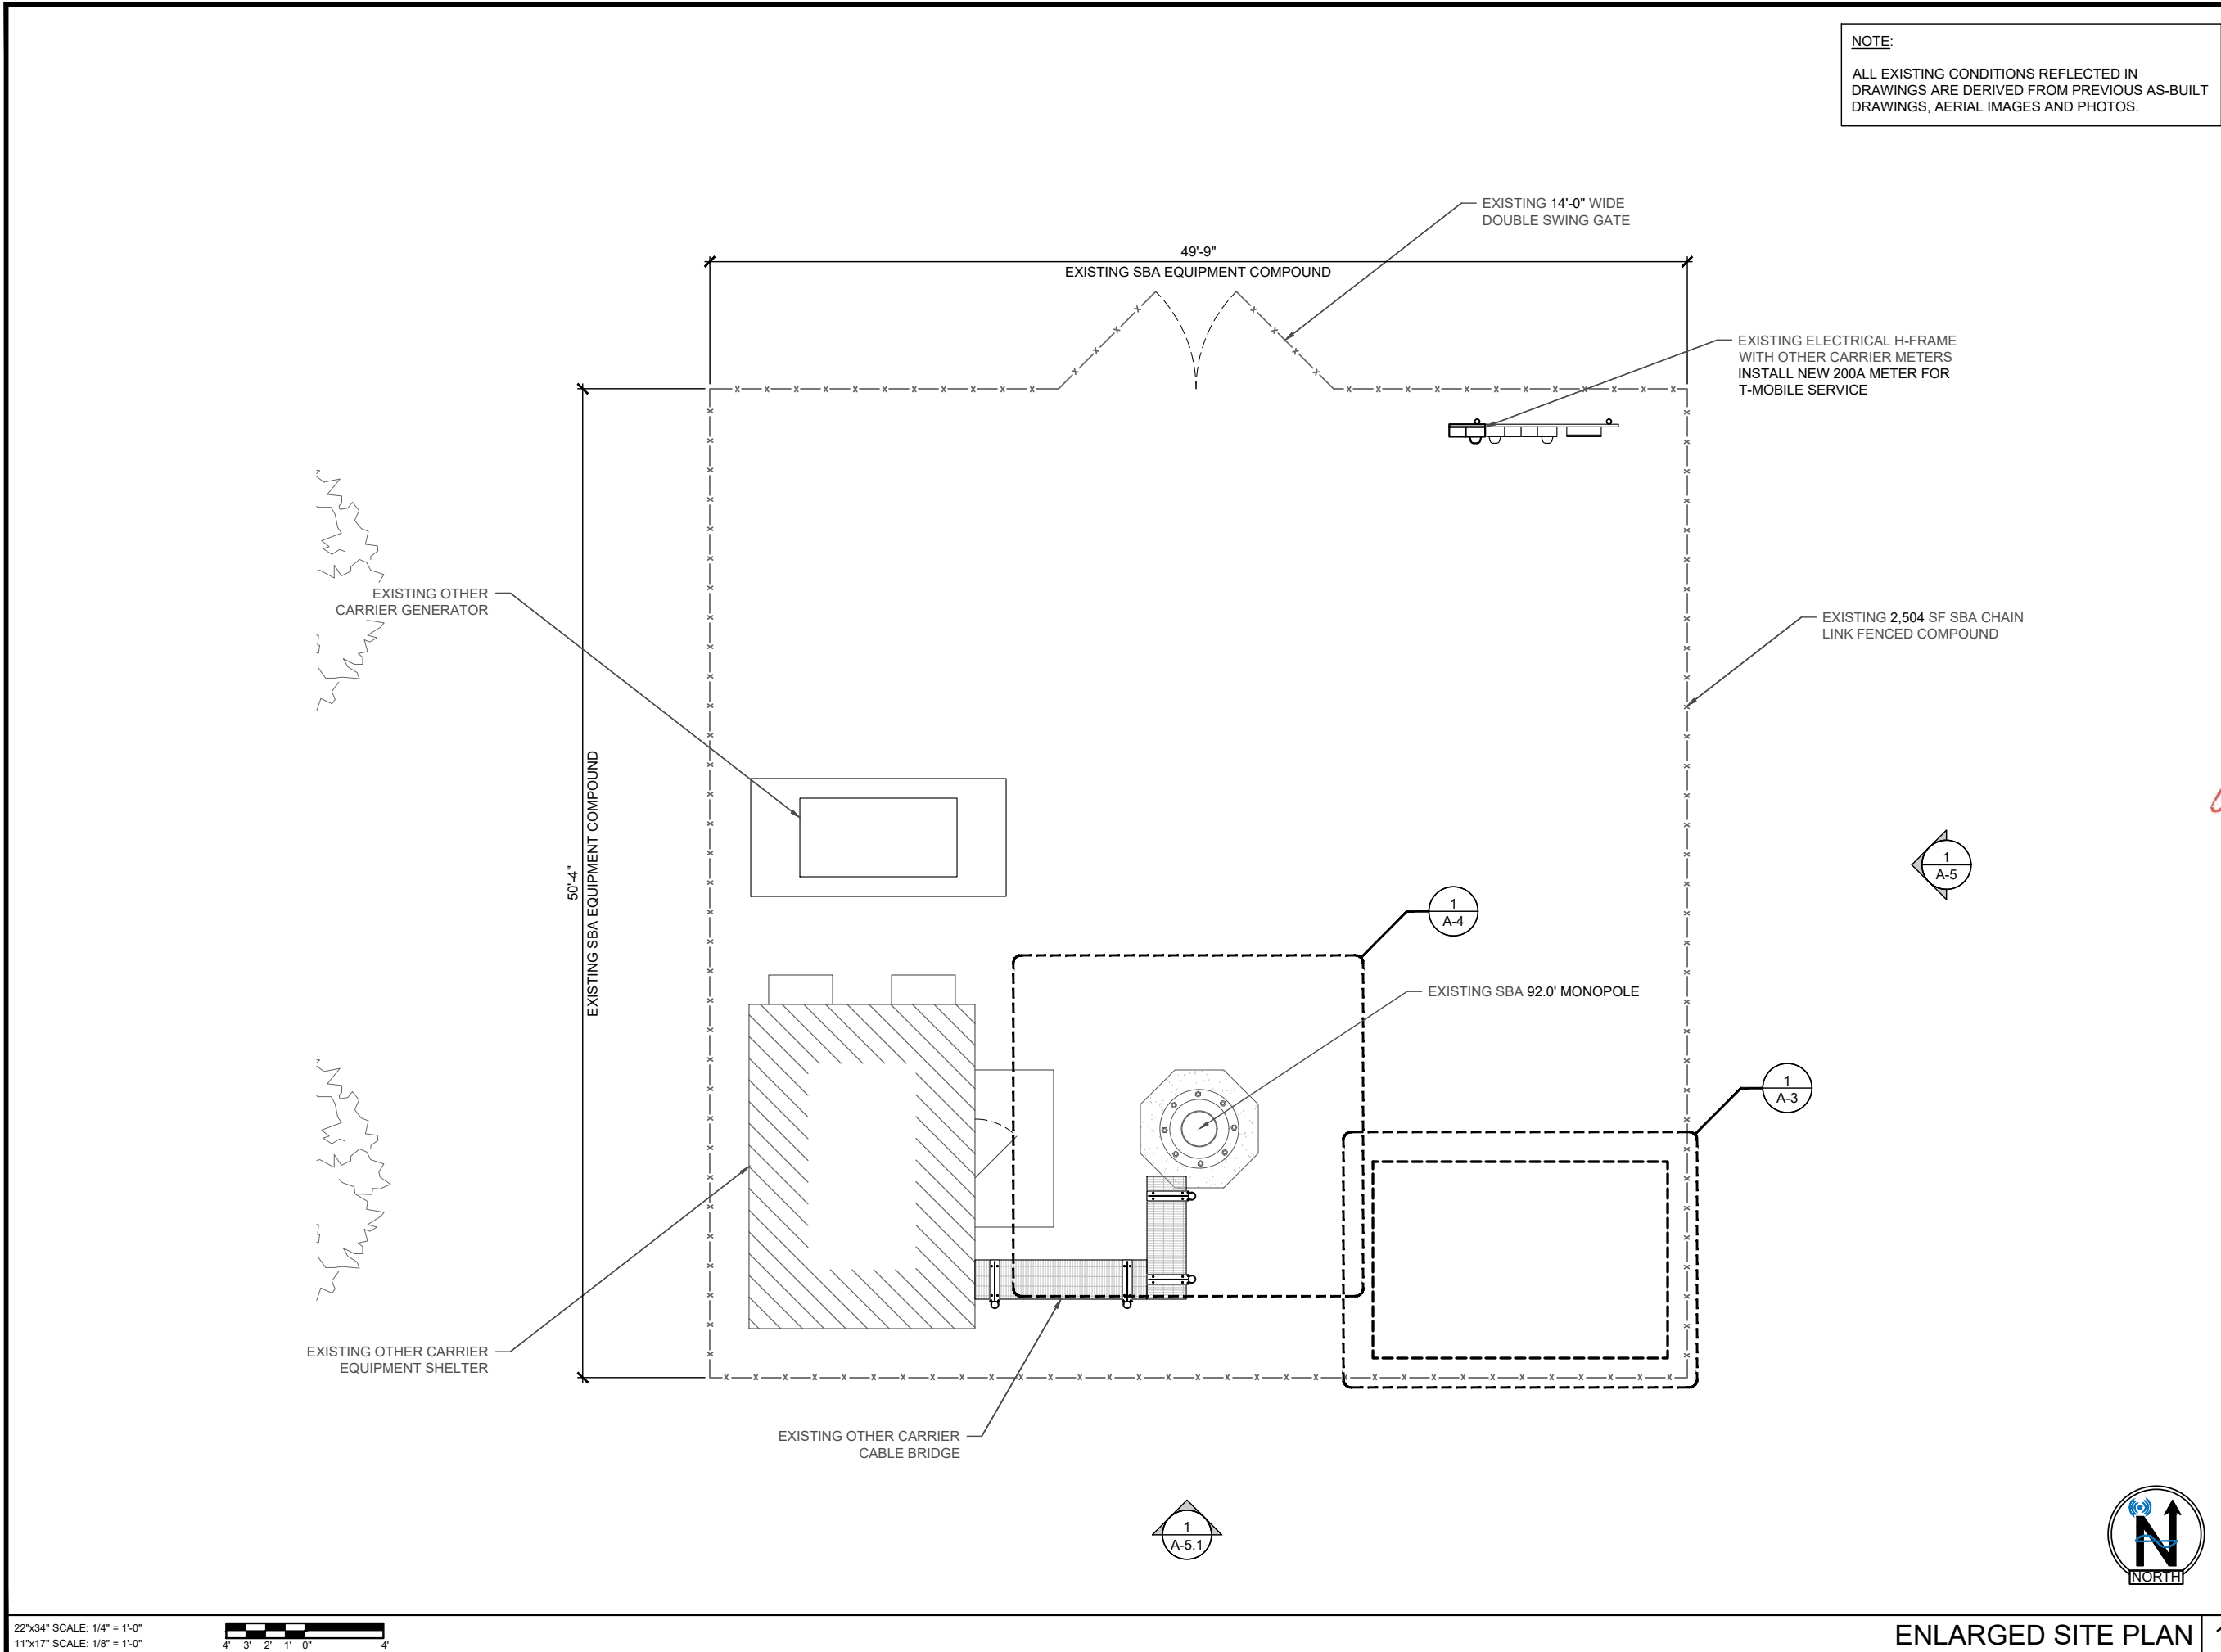 NOTE:
ALL EXISTING CONDITIONS REFLECTED IN
DRAWINGS ARE DERIVED FROM PREVIOUS AS-BUILT
DRAWINGS, AERIAL IMAGES AND PHOTOS.
EXISTING 14'-0" WIDE
DOUBLE SWING GATE
49'-9"
EXISTING SBA EQUIPMENT COMPOUND
EXISTING ELECTRICAL H-FRAME
WITH OTHER CARRIER METERS
INSTALL NEW 200A METER FOR
T-MOBILE SERVICE
EXISTING OTHER
CARRIER GENERATOR
EXISTING 2,504 SF SBA CHAIN
LINK FENCED COMPOUND
50'-4"
EXISTING SBA EQUIPMENT COMPOUND
1
A-5
1
A-4
EXISTING SBA 92.0' MONOPOLE
1
A-3
EXISTING OTHER CARRIER
EQUIPMENT SHELTER
EXISTING OTHER CARRIER
CABLE BRIDGE
1
A-5.1
N
NORTH
22"x34" SCALE: 1/4" = 1'-0"
11"x17" SCALE: 1/8" = 1'-0"
4' 3' 2' 1' 0" 4'
ENLARGED SITE PLAN